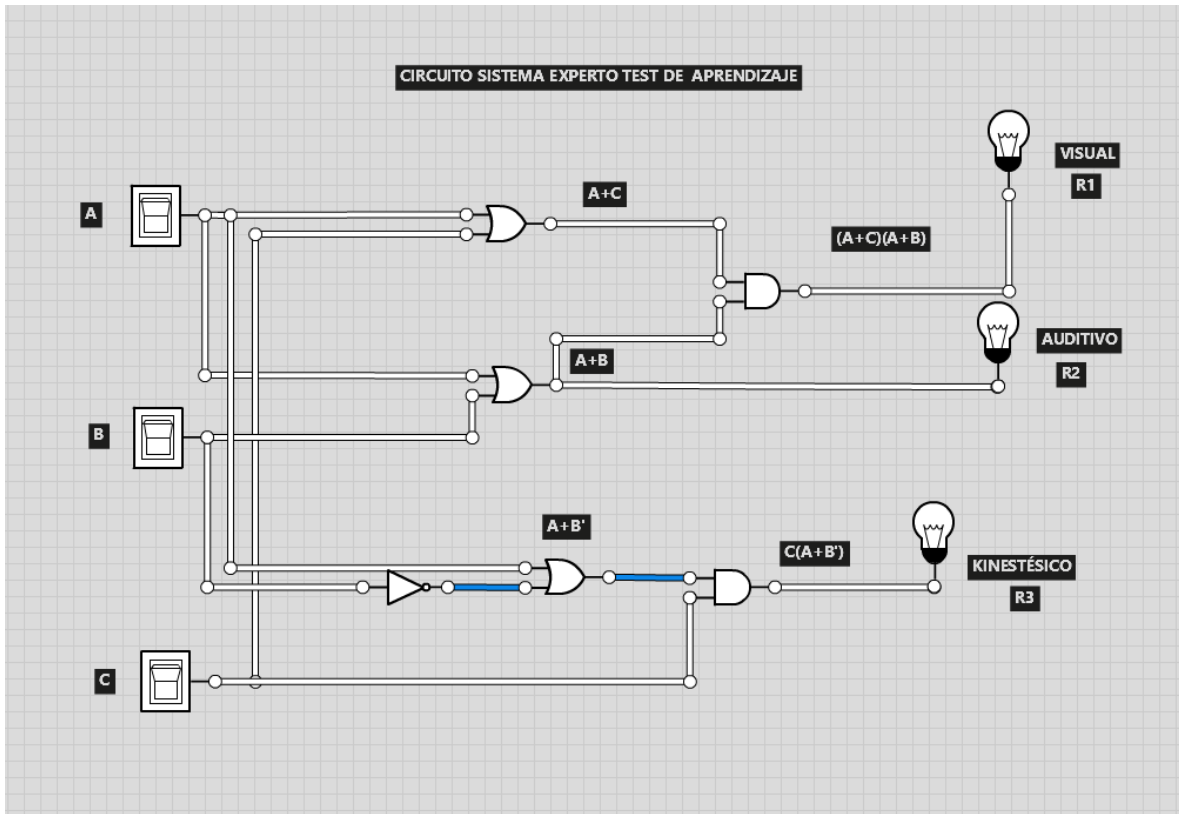 CIRCUITO SISTEMA EXPERTO TEST DE APRENDIZAJE
VISUAL
R1
A+C
A
(A+C)(A+B)
AUDITIVO
R2
A+B
B
A+B'
C(A+B')
KINESTÉSICO
R3
C